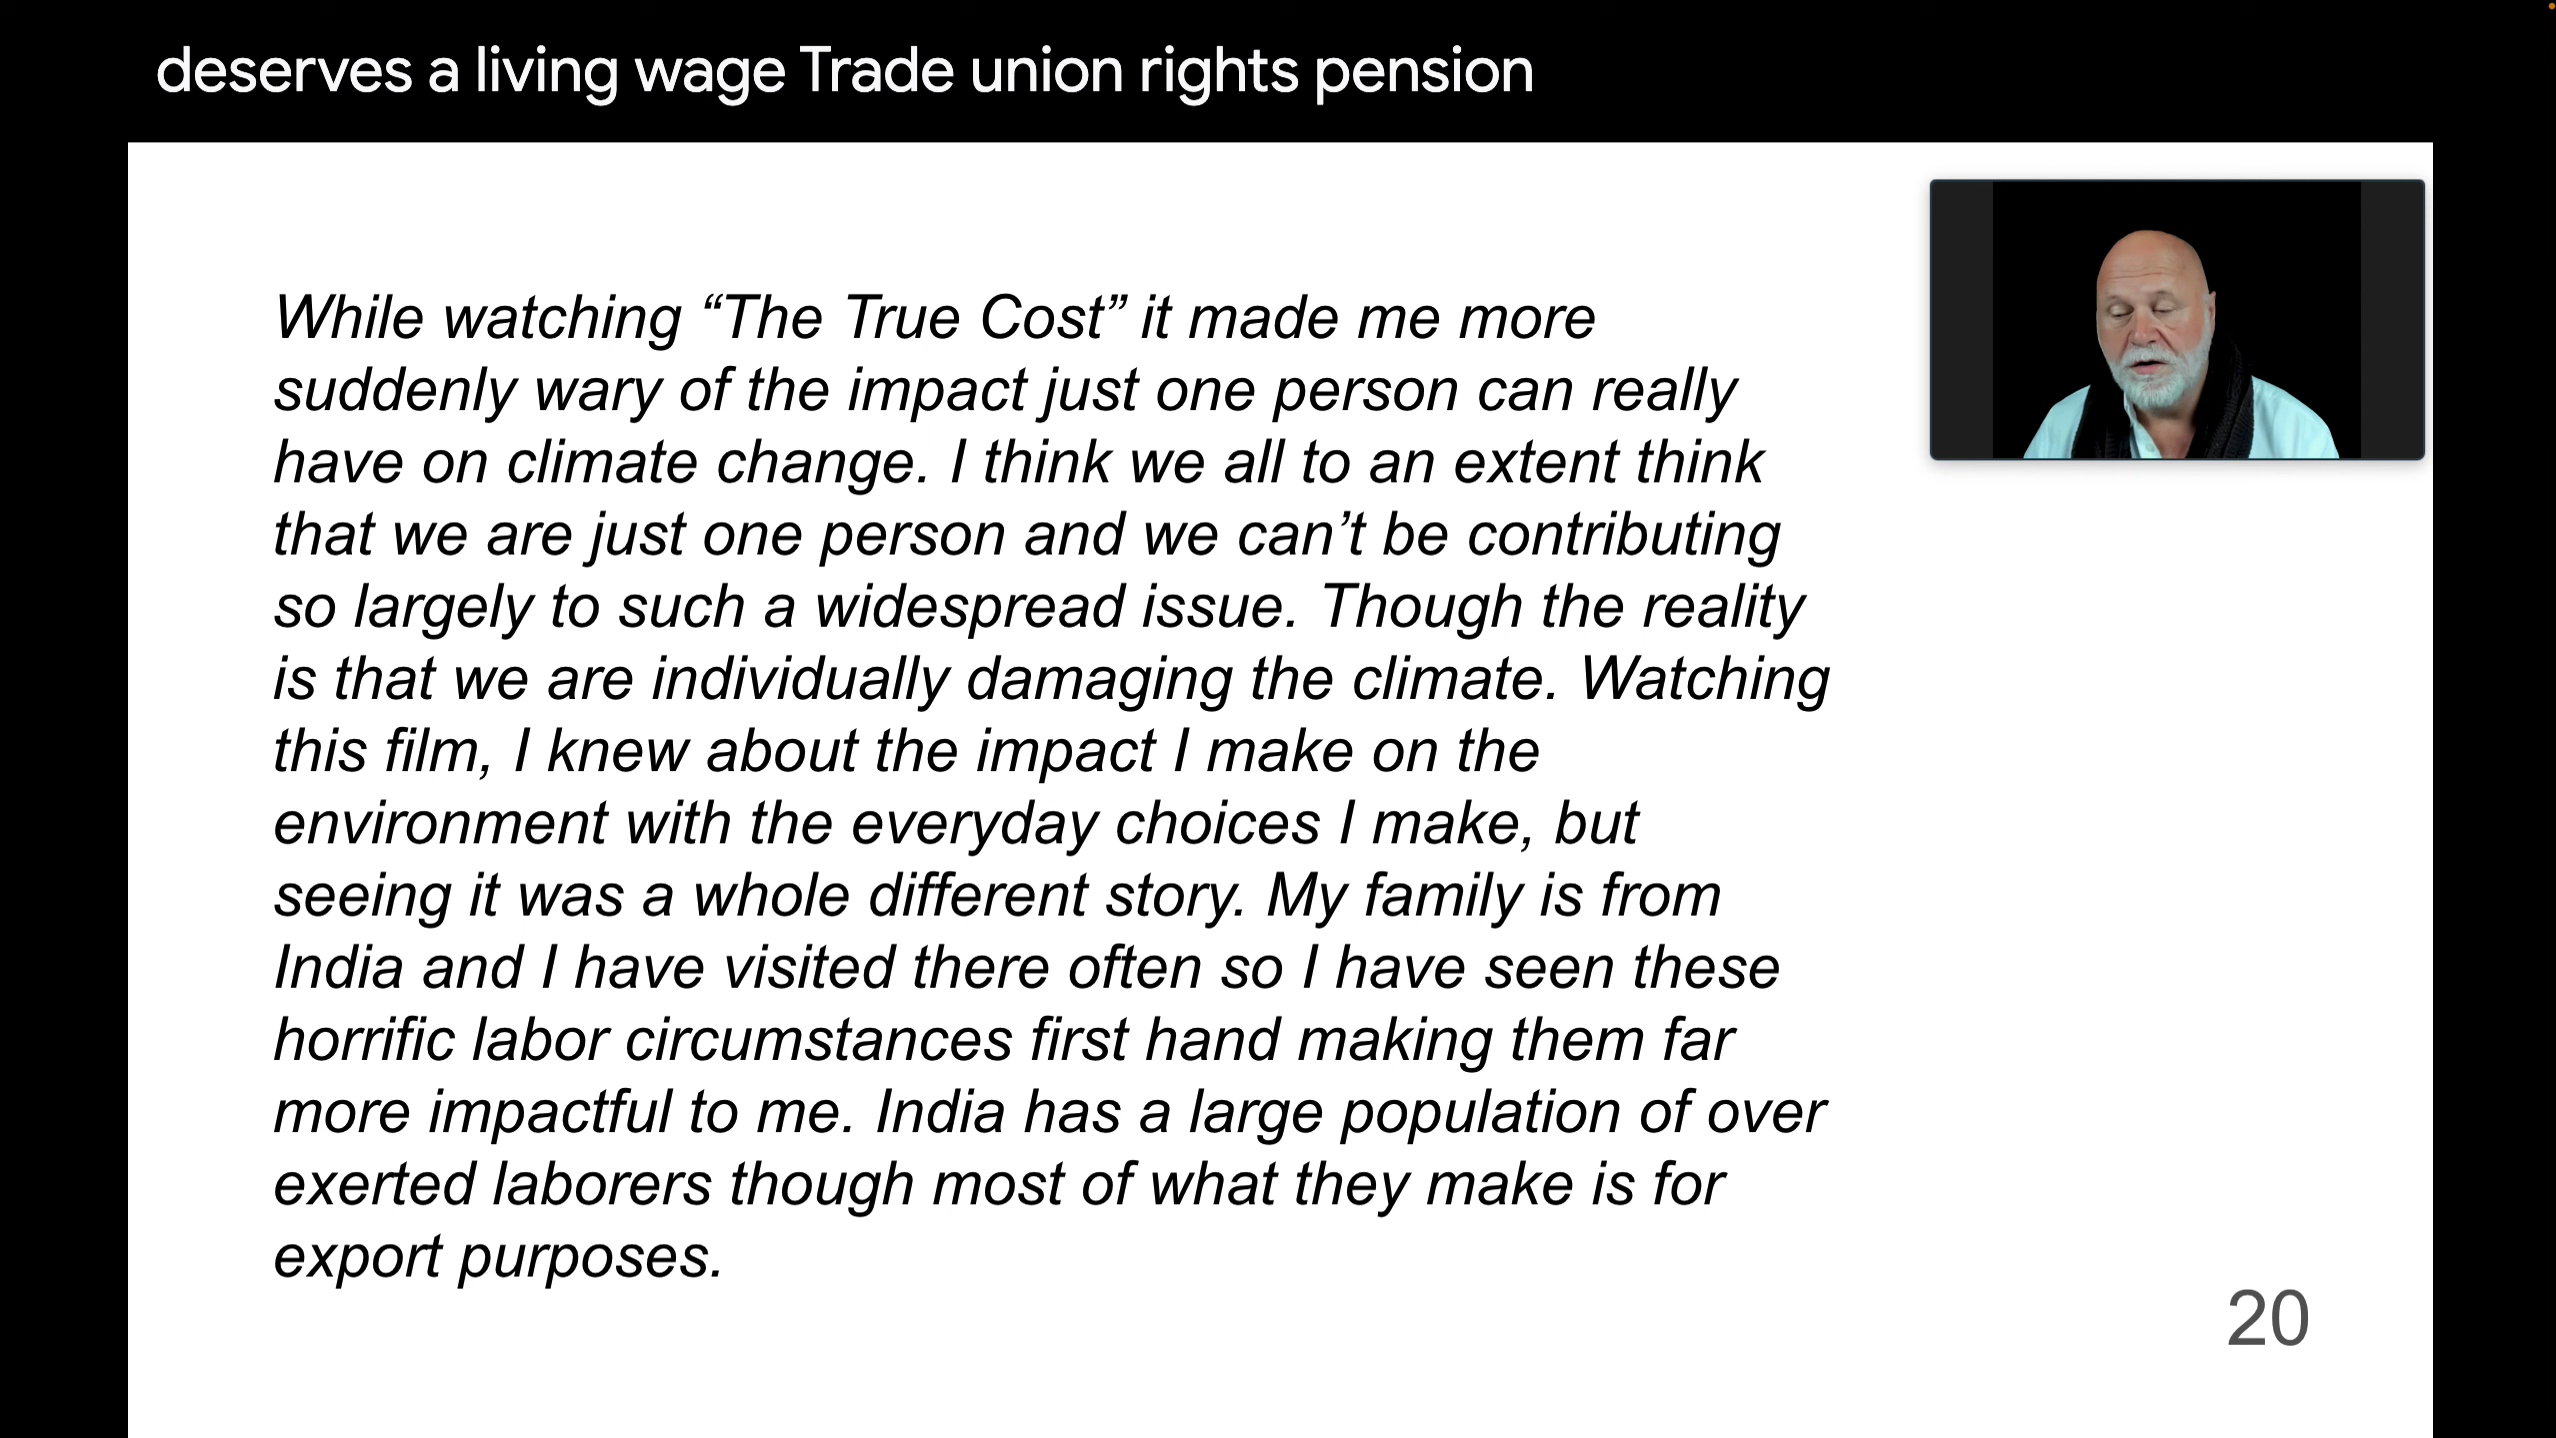 deserves a living wage Trade union rights pension
While watching “The True Cost” it made me more
suddenly wary of the impact just one person can really
have on climate change. I think we all to an extent think
that we are just one person and we can’t be contributing
so largely to such a widespread issue. Though the reality
is that we are individually damaging the climate. Watching
this film, I knew about the impact I make on the
environment with the everyday choices I make, but
seeing it was a whole different story. My family is from
India and I have visited there often so I have seen these
horrific labor circumstances first hand making them far
more impactful to me. India has a large population of over
exerted laborers though most of what they make is for
export purposes.
20